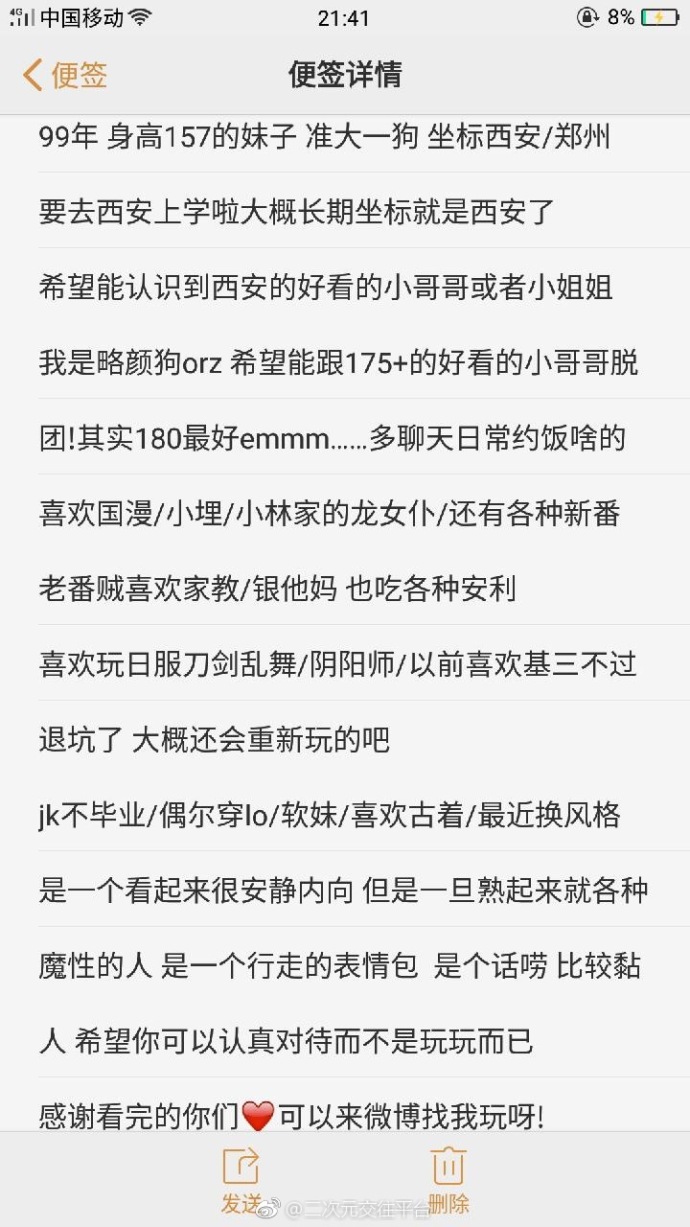 4G 中国移动 21:41 8%
便签 便签详情
99年 身高157的妹子 准大一狗 坐标西安/郑州
要去西安上学啦大概长期坐标就是西安了
希望能认识到西安的好看的小哥哥或者小姐姐
我是略颜狗orz 希望能跟175+的好看的小哥哥脱
团!其实180最好emmm……多聊天日常约饭啥的
喜欢国漫/小埋/小林家的龙女仆/还有各种新番
老番贼喜欢家教/银他妈 也吃各种安利
喜欢玩日服刀剑乱舞/阴阳师/以前喜欢基三不过
退坑了 大概还会重新玩的吧
jk不毕业/偶尔穿lo/软妹/喜欢古着/最近换风格
是一个看起来很安静内向 但是一旦熟起来就各种
魔性的人 是一个行走的表情包  是个话唠 比较黏
人 希望你可以认真对待而不是玩玩而已
感谢看完的你们❤️可以来微博找我玩呀!
发送 删除
@二次元交往平台